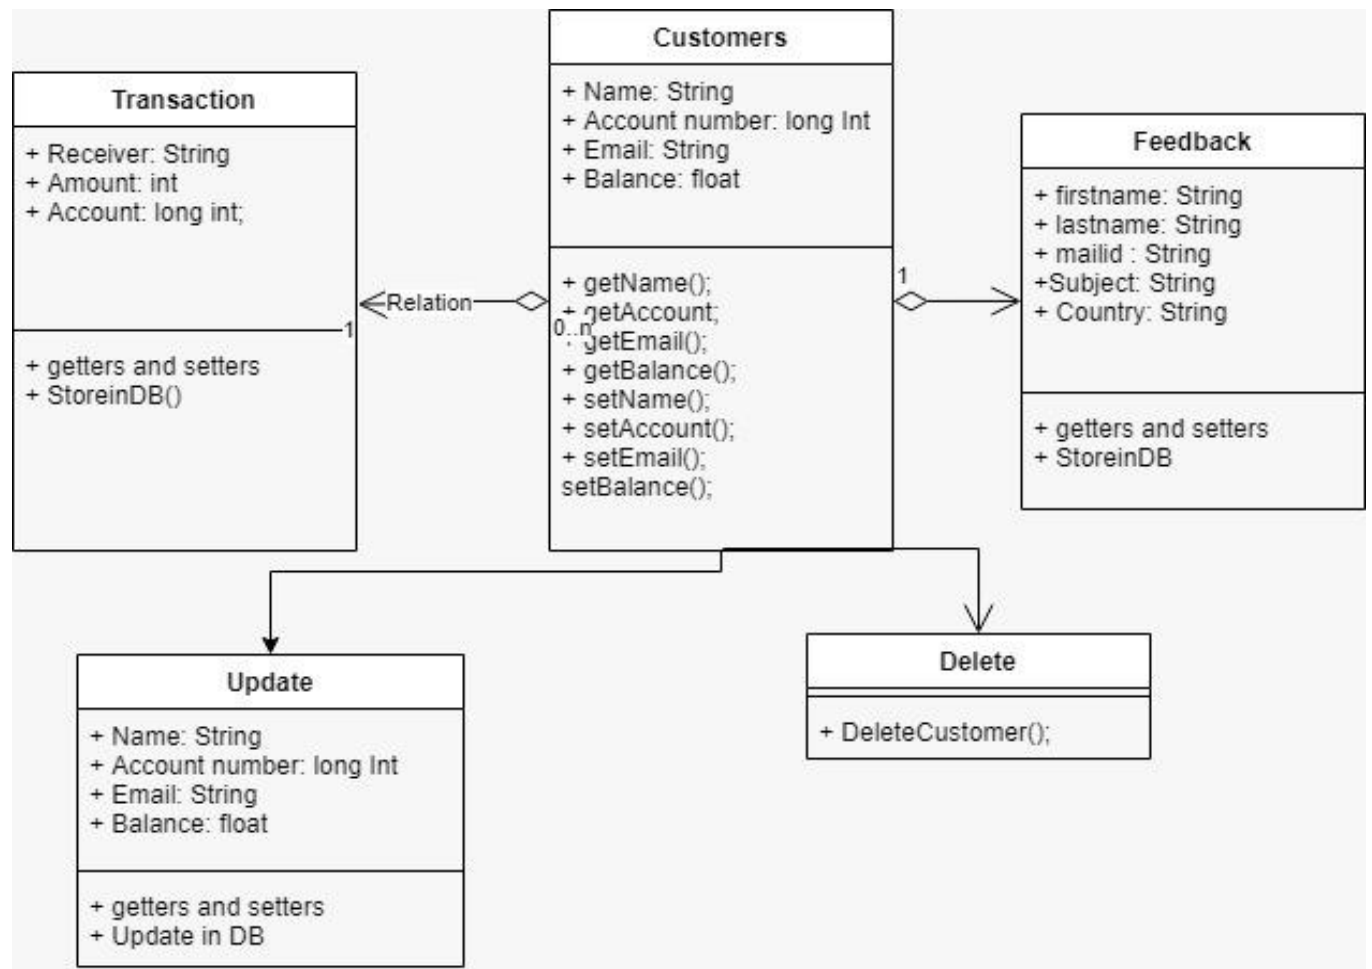 Customers
+ Name: String
+ Account number: long Int
+ Email: String
+ Balance: float
+ getName();
+ getAccount;
getEmail();
+ getBalance();
+ setName();
+ setAccount();
+ setEmail();
setBalance();
Transaction
+ Receiver: String
+ Amount: int
+ Account: long int;
1
+ getters and setters
+ StoreinDB()
Relation
0..n
1
Feedback
+ firstname: String
+ lastname: String
+ mailid : String
+Subject: String
+ Country: String
+ getters and setters
+ StoreinDB
Update
+ Name: String
+ Account number: long Int
+ Email: String
+ Balance: float
+ getters and setters
+ Update in DB
Delete
+ DeleteCustomer();